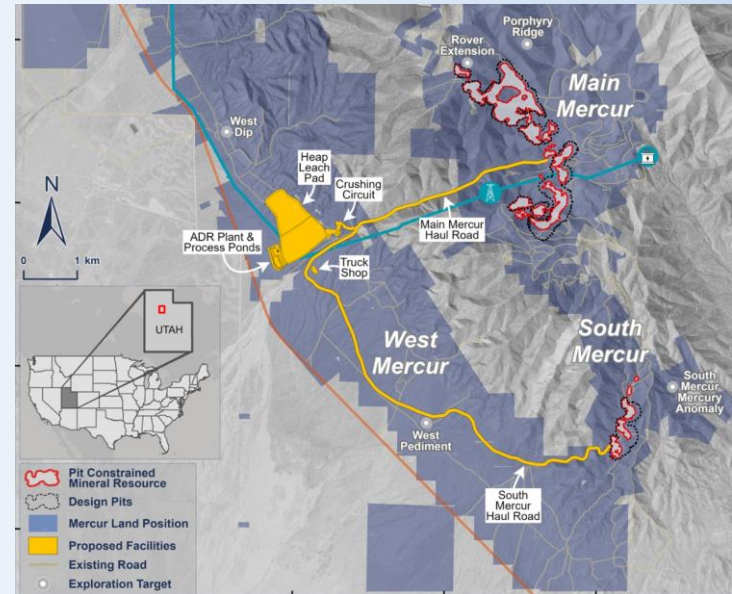 Porphyry
Ridge
Rover
Extension
Main
Mercur
West
Dip
Heap
Leach
Pad
Crushing
Circuit
N
ADR Plant &
Process Ponds
Main Mercur
Haul Road
0 1 km
Truck
Shop
UTAH
West
Mercur
South
Mercur
South
Mercur
Mercury
Anomaly
West
Pediment
South
Mercur
Haul Road
Pit Constrained
Mineral Resource
Design Pits
Mercur Land Position
Proposed Facilities
Existing Road
Exploration Target